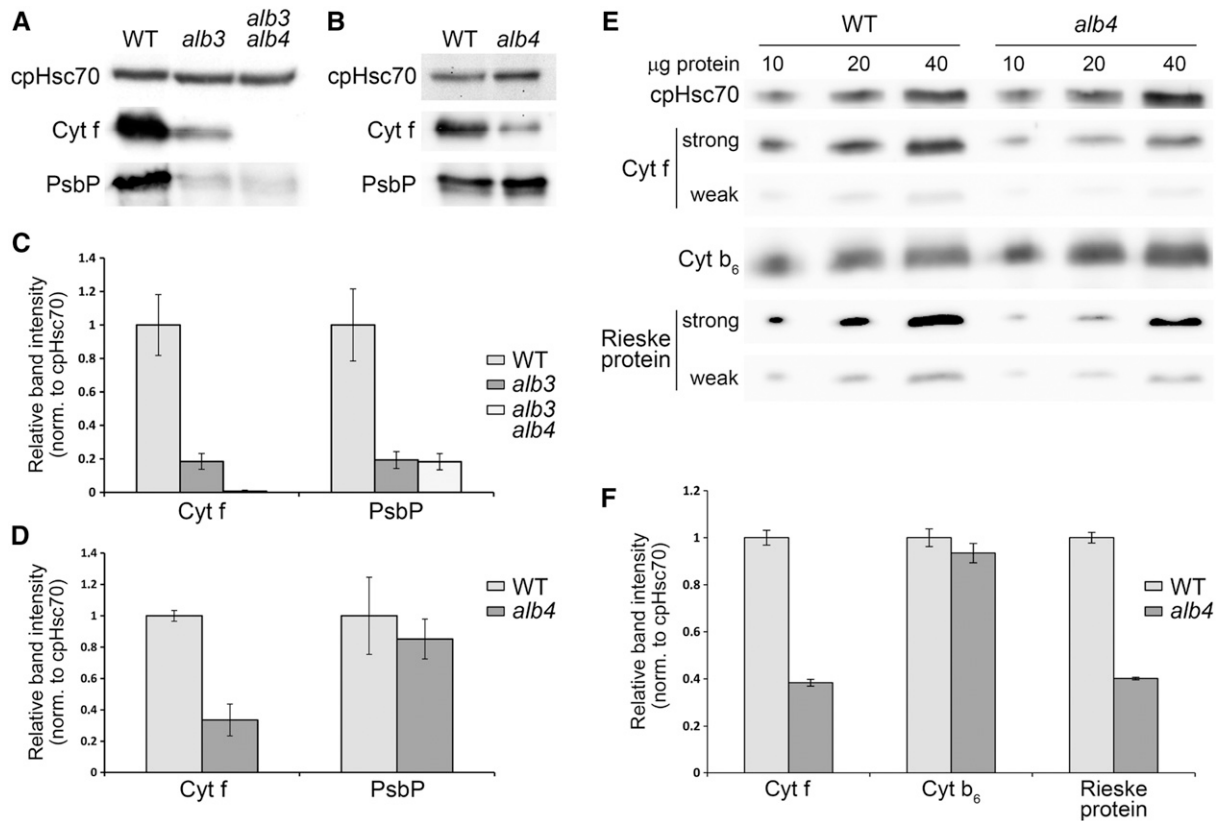 A
WT alb3 alb3 alb4
cpHsc70
Cyt f
PsbP
B
WT alb4
cpHsc70
Cyt f
PsbP
C
Relative band intensity
(norm. to cpHsc70)
1.4
1.2
1
0.8
0.6
0.4
0.2
0
Cyt f PsbP
WT
alb3
alb3
alb4
D
Relative band intensity
(norm. to cpHsc70)
1.4
1.2
1
0.8
0.6
0.4
0.2
0
Cyt f PsbP
WT
alb4
E
WT alb4
μg protein 10 20 40 10 20 40
cpHsc70
Cyt f
strong
weak
Cyt b6
Rieske
protein
strong
weak
F
Relative band intensity
(norm. to cpHsc70)
1.2
1
0.8
0.6
0.4
0.2
0
Cyt f Cyt b6 Rieske
protein
WT
alb4